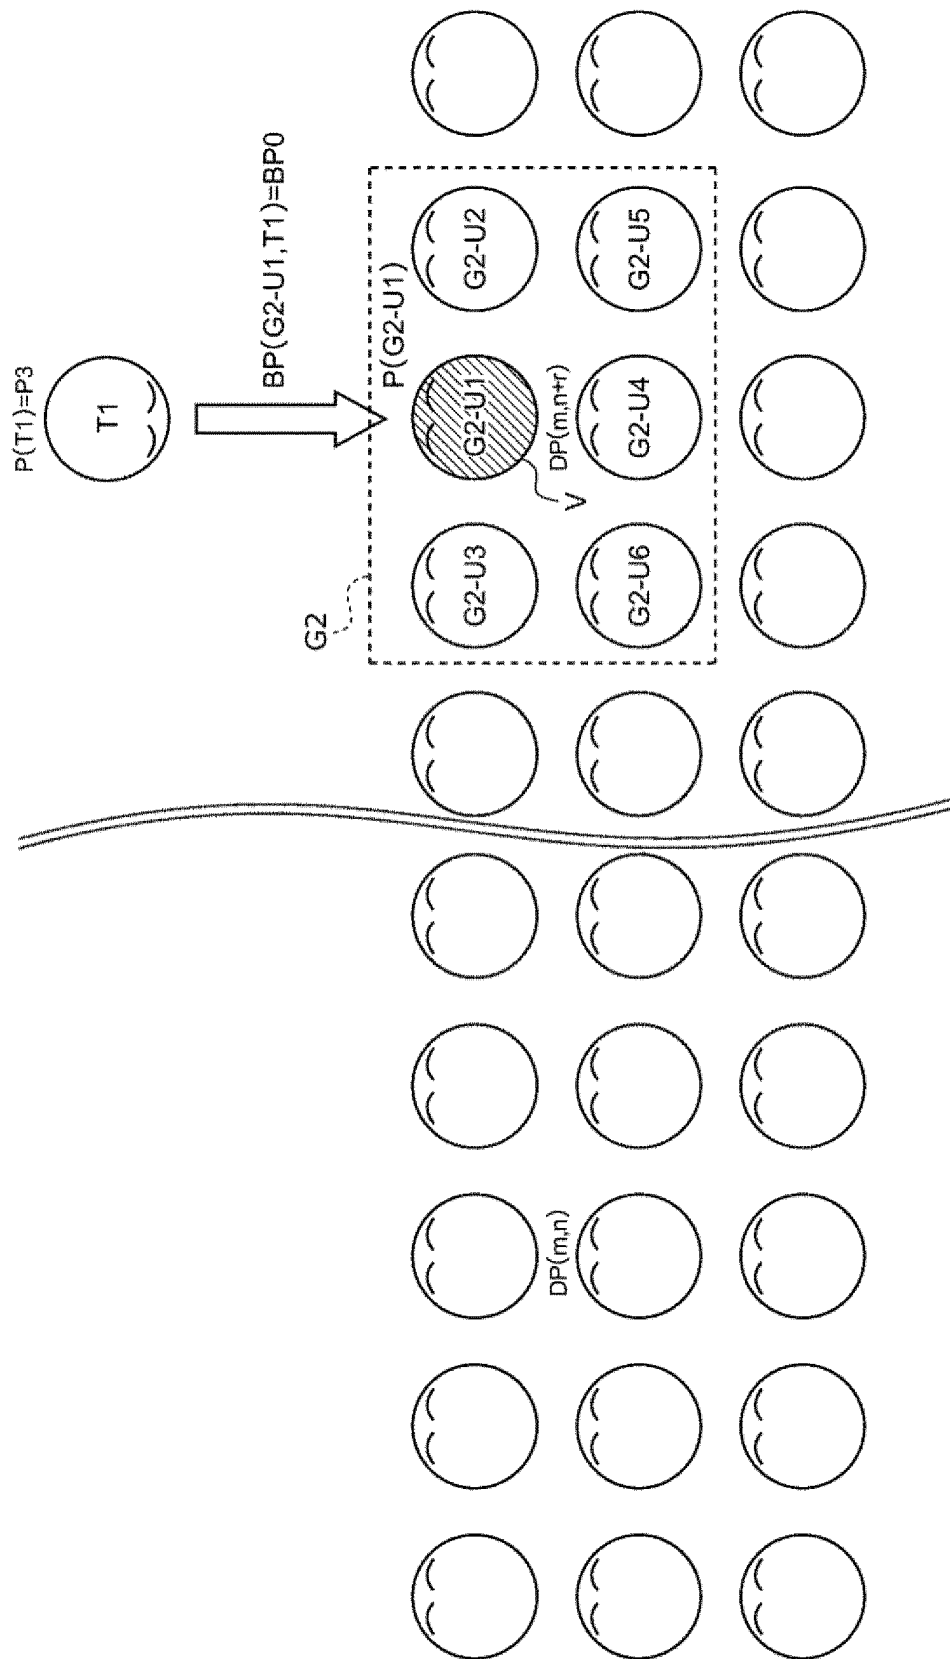 P(T1)=P3
T1
BP(G2-U1,T1)=BP0
G2
P(G2-U1)
G2-U3
G2-U1
G2-U2
V
DP(m,n)
DP(m,n+r)
G2-U6
G2-U4
G2-U5